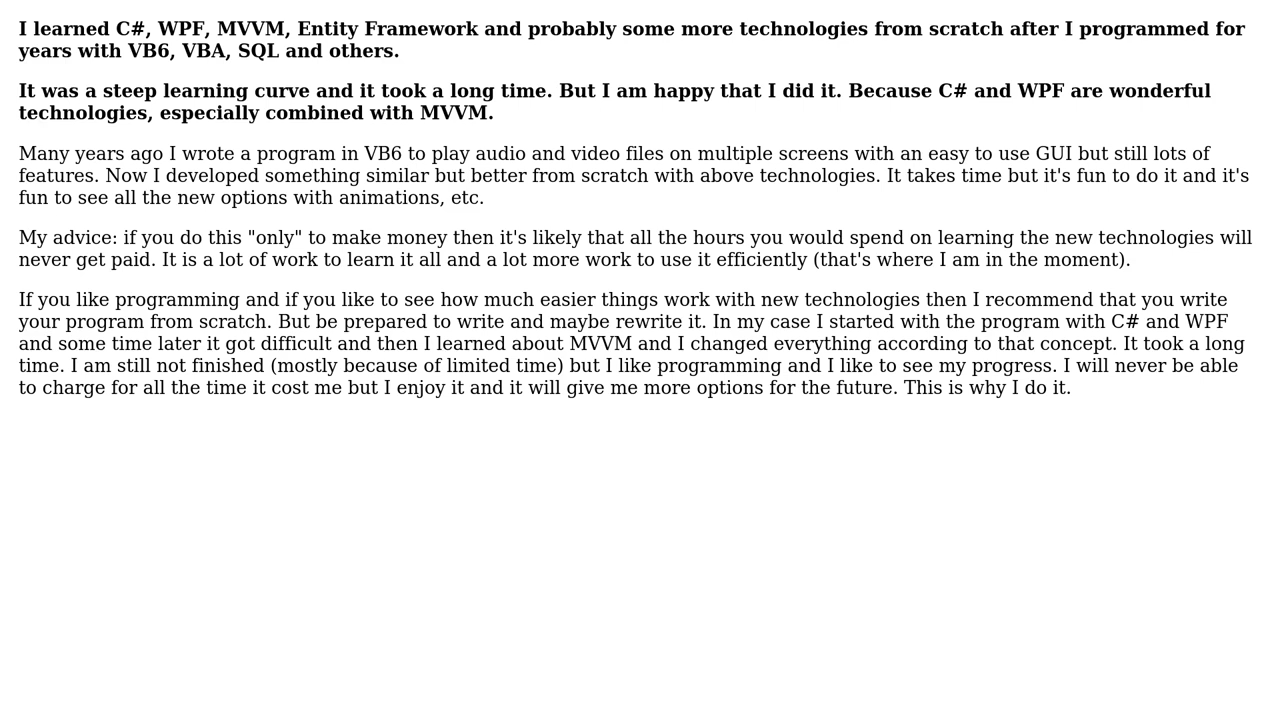 I learned C#, WPF, MVVM, Entity Framework and probably some more technologies from scratch after I programmed for
years with VB6, VBA, SQL and others.
It was a steep learning curve and it took a long time. But I am happy that I did it. Because C# and WPF are wonderful
technologies, especially combined with MVVM.
Many years ago I wrote a program in VB6 to play audio and video files on multiple screens with an easy to use GUI but still lots of
features. Now I developed something similar but better from scratch with above technologies. It takes time but it's fun to do it and it's
fun to see all the new options with animations, etc.
My advice: if you do this "only" to make money then it's likely that all the hours you would spend on learning the new technologies will
never get paid. It is a lot of work to learn it all and a lot more work to use it efficiently (that's where I am in the moment).
If you like programming and if you like to see how much easier things work with new technologies then I recommend that you write
your program from scratch. But be prepared to write and maybe rewrite it. In my case I started with the program with C# and WPF
and some time later it got difficult and then I learned about MVVM and I changed everything according to that concept. It took a long
time. I am still not finished (mostly because of limited time) but I like programming and I like to see my progress. I will never be able
to charge for all the time it cost me but I enjoy it and it will give me more options for the future. This is why I do it.